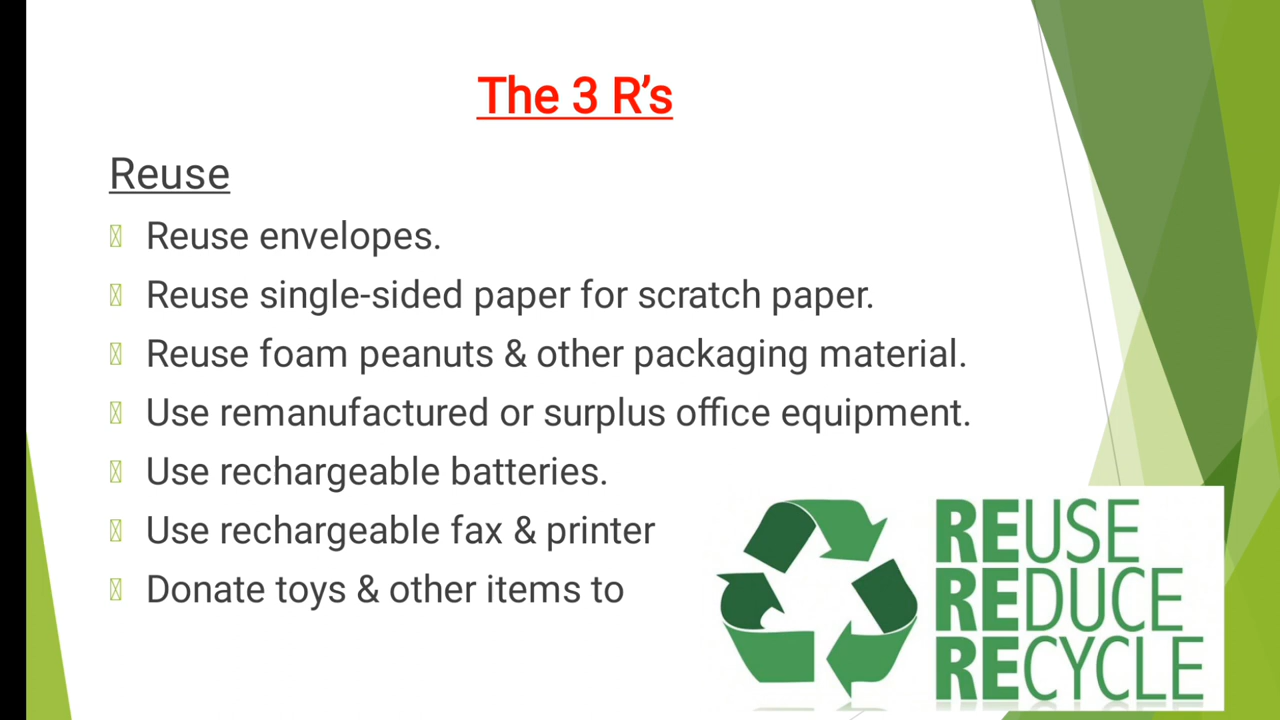 The 3 R’s
Reuse
Reuse envelopes.
Reuse single-sided paper for scratch paper.
Reuse foam peanuts & other packaging material.
Use remanufactured or surplus office equipment.
Use rechargeable batteries.
Use rechargeable fax & printer
Donate toys & other items to
REUSE
REDUCE
RECYCLE